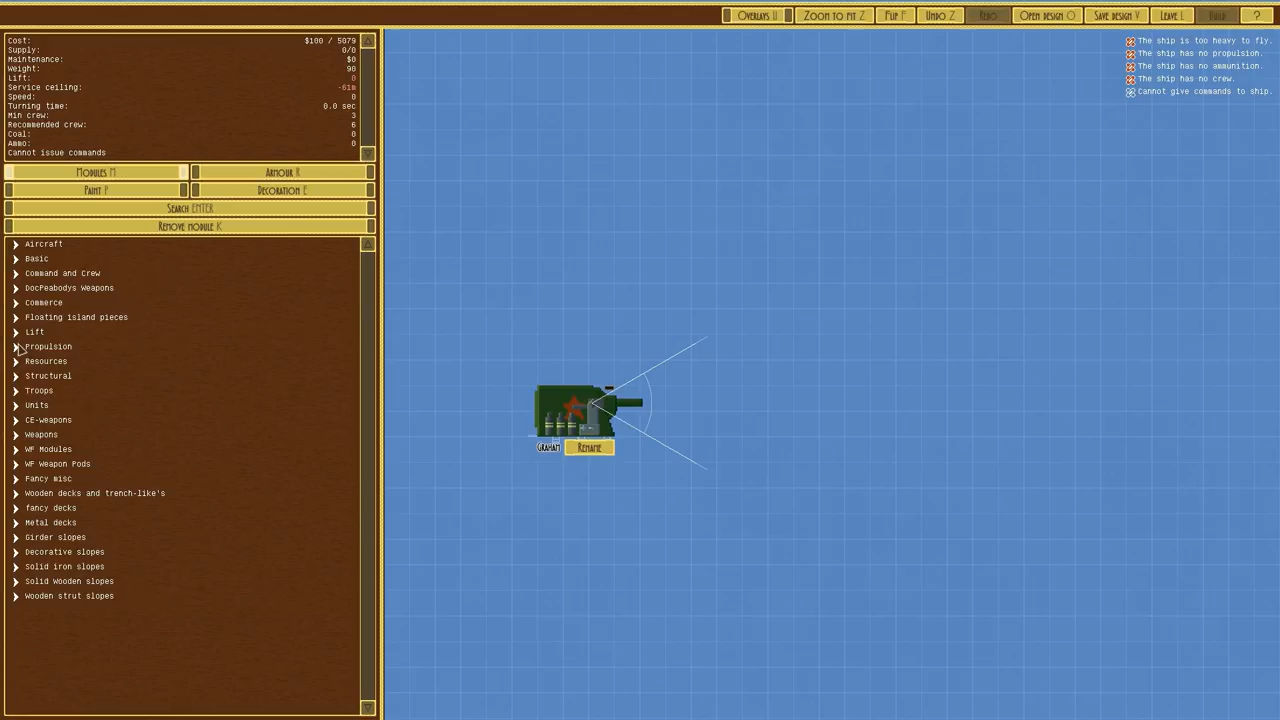 OVERLAYS U
ZOOM TO FIT Z
FLIP F
UNDO Z
REDO
OPEN DESIGN O
SAVE DESIGN V
LEAVE L
BUILD
?
Cost: $100 / 5079
Supply: 0/0
Maintenance: $0
Weight: 90
Lift: 0
Service ceiling: -61m
Speed: 0
Turning time: 0.0 sec
Min crew: 3
Recommended crew: 6
Coal: 0
Ammo: 0
Cannot issue commands
The ship is too heavy to fly.
The ship has no propulsion.
The ship has no ammunition.
The ship has no crew.
Cannot give commands to ship.
MODULES M
ARMOUR R
PAINT P
DECORATION E
SEARCH ENTER
REMOVE MODULE K
Aircraft
Basic
Command and Crew
DocPeabodys Weapons
Commerce
Floating island pieces
Lift
Propulsion
Resources
Structural
Troops
Units
CE-weapons
Weapons
WF Modules
WF Weapon Pods
Fancy misc
Wooden decks and trench-like's
fancy decks
Metal decks
Girder slopes
Decorative slopes
Solid iron slopes
Solid Wooden slopes
Wooden strut slopes
GRAHAM
RENAME